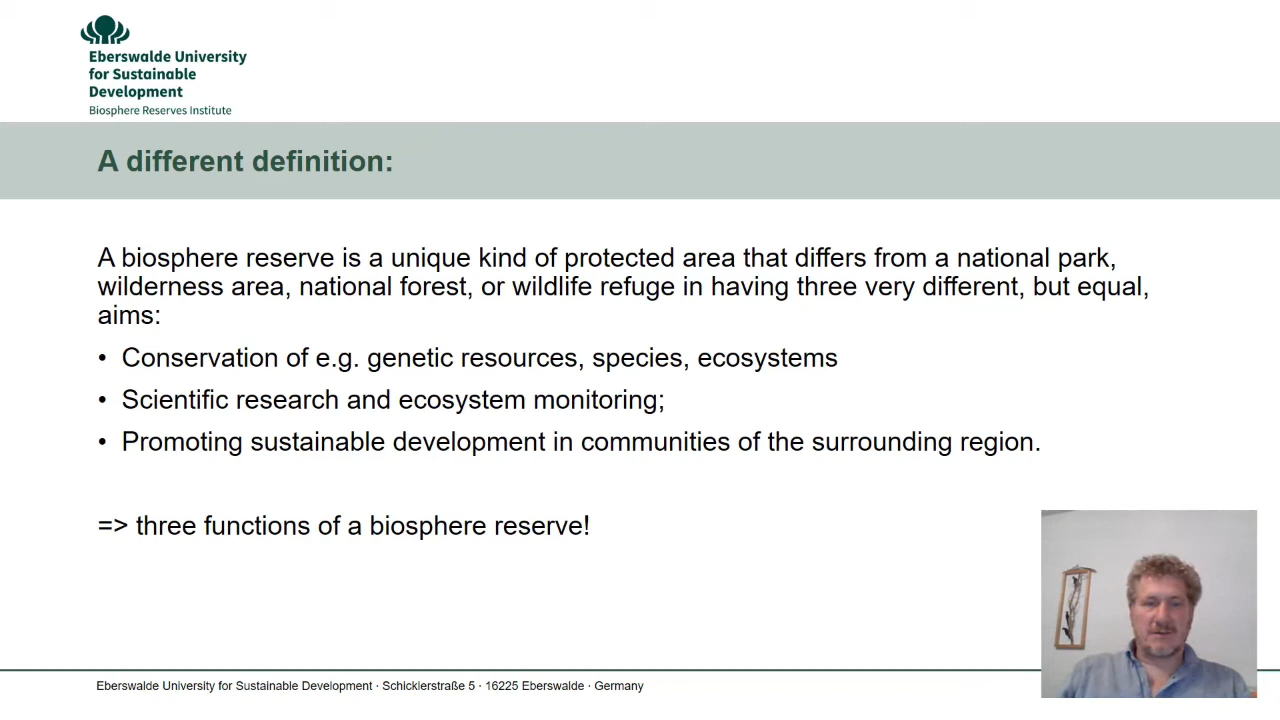 Eberswalde University
for Sustainable
Development
Biosphere Reserves Institute
A different definition:
A biosphere reserve is a unique kind of protected area that differs from a national park,
wilderness area, national forest, or wildlife refuge in having three very different, but equal,
aims:
• Conservation of e.g. genetic resources, species, ecosystems
• Scientific research and ecosystem monitoring;
• Promoting sustainable development in communities of the surrounding region.
=> three functions of a biosphere reserve!
Eberswalde University for Sustainable Development · Schicklerstraße 5 · 16225 Eberswalde · Germany